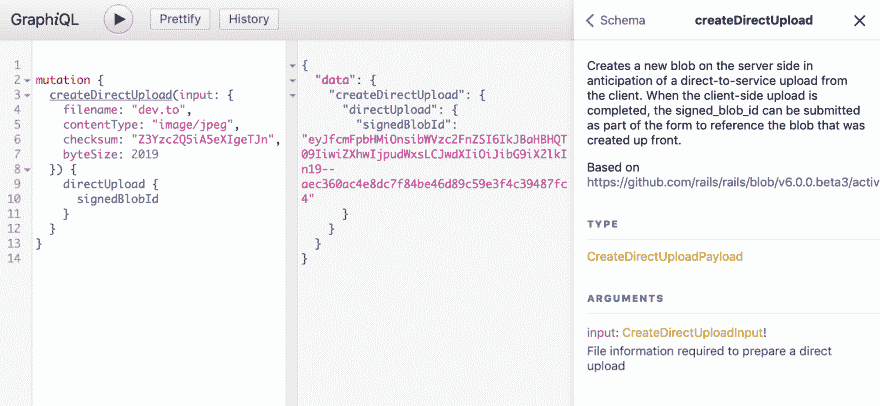 GraphiQL
Prettify
History
1
2 mutation {
3 createDirectUpload(input: {
4 filename: "dev.to",
5 contentType: "image/jpeg",
6 checksum: "Z3Yzc2Q5iA5eXIgeTJn",
7 byteSize: 2019
8 }) {
9 directUpload {
10 signedBlobId
11 }
12 }
13 }
14
{
"data": {
"createDirectUpload": {
"directUpload": {
"signedBlobId":
"eyJfcmFpbHMiOnsibWVzc2FnZSI6IkJBaHBHQT
09IiwiZXhwIjpudWxsLCJwdXIiOiJibG9iX2lkI
n19--
aec360ac4e8dc7f84be46d89c59e3f4c39487fc
4"
}
}
}
}
Schema
createDirectUpload
Creates a new blob on the server side in
anticipation of a direct-to-service upload from
the client. When the client-side upload is
completed, the signed_blob_id can be submitted
as part of the form to reference the blob that was
created up front.
Based on
https://github.com/rails/rails/blob/v6.0.0.beta3/activ
TYPE
CreateDirectUploadPayload
ARGUMENTS
input: CreateDirectUploadInput!
File information required to prepare a direct
upload